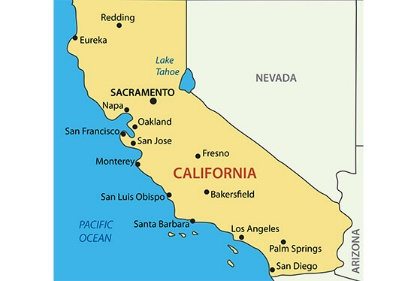 Redding
Eureka
Lake
Tahoe
NEVADA
SACRAMENTO
Napa
Oakland
San Francisco
San Jose
Fresno
Monterey
CALIFORNIA
San Luis Obispo
Bakersfield
PACIFIC
OCEAN
Santa Barbara
Los Angeles
Palm Springs
San Diego
ARIZONA